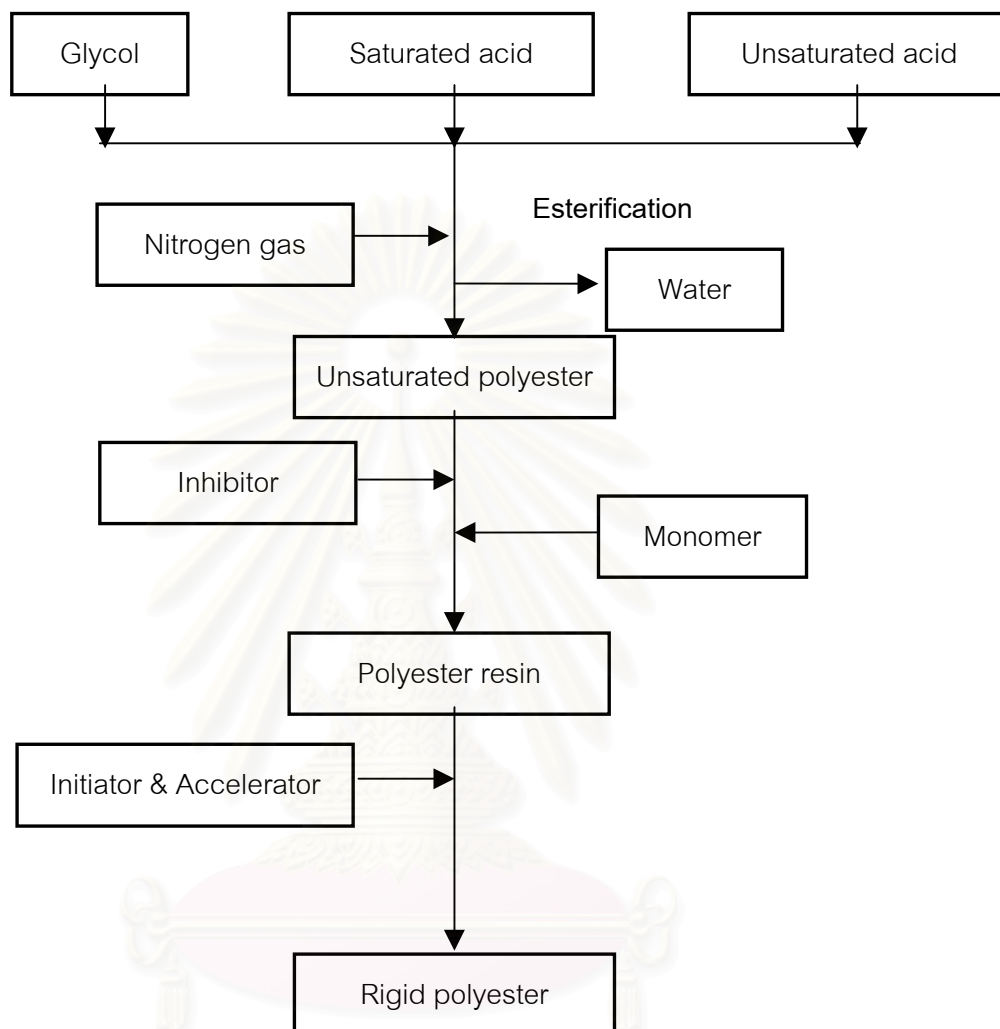 Glycol
Saturated acid
Unsaturated acid
Esterification
Nitrogen gas
Water
Unsaturated polyester
Inhibitor
Monomer
Polyester resin
Initiator & Accelerator
Rigid polyester